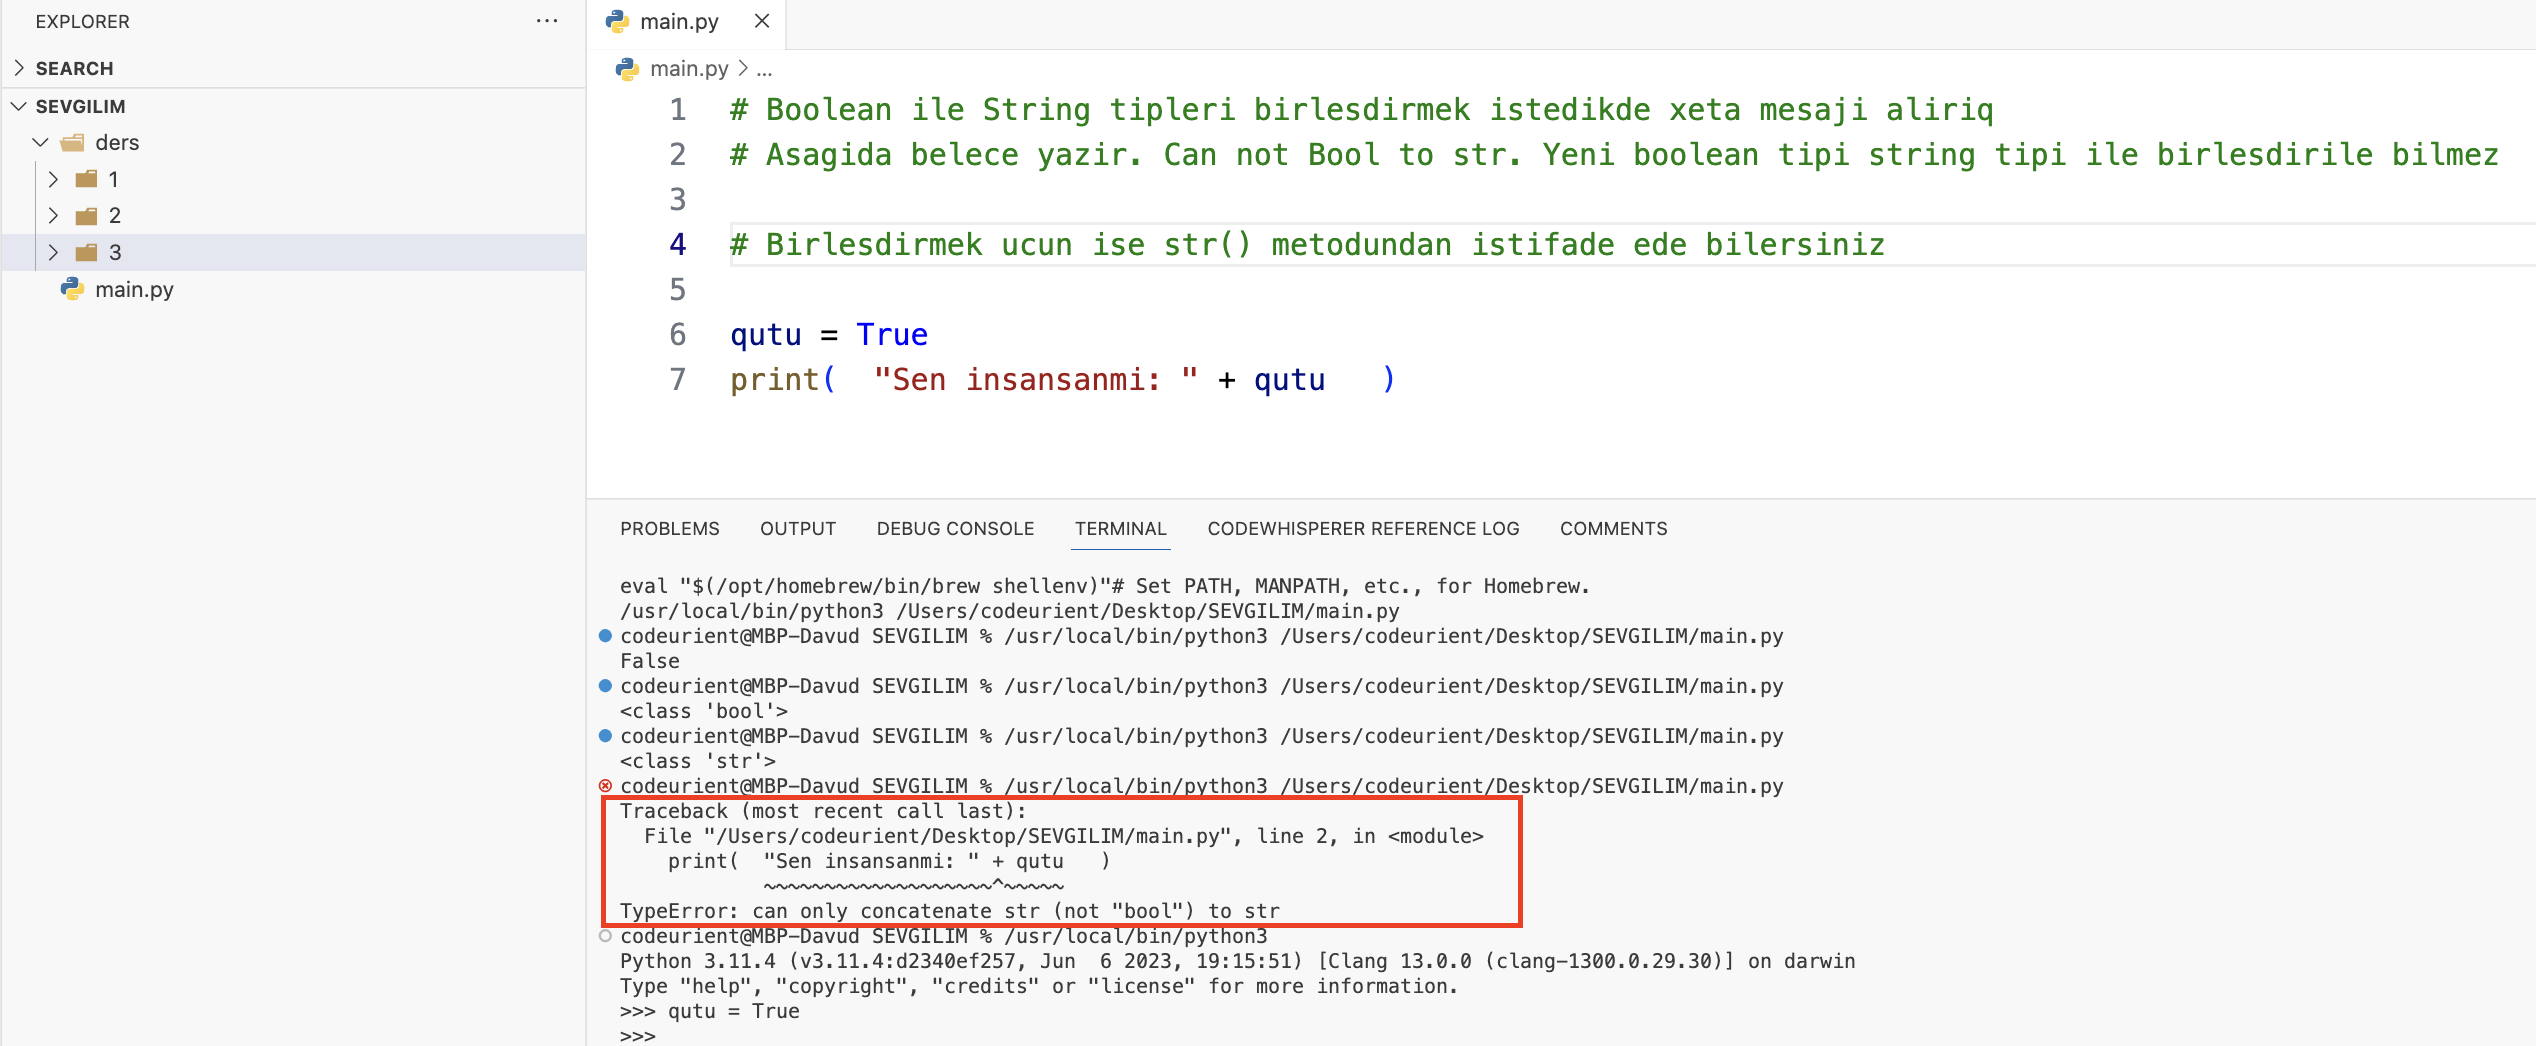 EXPLORER
SEARCH
SEVGILIM
ders
1
2
3
main.py
main.py
main.py > ...
1 # Boolean ile String tipleri birlesdirmek istedikde xeta mesaji aliriq
2 # Asagida belece yazir. Can not Bool to str. Yeni boolean tipi string tipi ile birlesdirile bilmez
3
4 # Birlesdirmek ucun ise str() metodundan istifade ede bilersiniz
5
6 qutu = True
7 print(  "Sen insansanmi: " + qutu   )
PROBLEMS OUTPUT DEBUG CONSOLE TERMINAL CODEWHISPERER REFERENCE LOG COMMENTS
eval "$(/opt/homebrew/bin/brew shellenv)"# Set PATH, MANPATH, etc., for Homebrew.
/usr/local/bin/python3 /Users/codeurient/Desktop/SEVGILIM/main.py
codeurient@MBP-Davud SEVGILIM % /usr/local/bin/python3 /Users/codeurient/Desktop/SEVGILIM/main.py
False
codeurient@MBP-Davud SEVGILIM % /usr/local/bin/python3 /Users/codeurient/Desktop/SEVGILIM/main.py
<class 'bool'>
codeurient@MBP-Davud SEVGILIM % /usr/local/bin/python3 /Users/codeurient/Desktop/SEVGILIM/main.py
<class 'str'>
codeurient@MBP-Davud SEVGILIM % /usr/local/bin/python3 /Users/codeurient/Desktop/SEVGILIM/main.py
Traceback (most recent call last):
  File "/Users/codeurient/Desktop/SEVGILIM/main.py", line 2, in <module>
    print(  "Sen insansanmi: " + qutu   )
            ~~~~~~~~~~~~~~~~~~~^~~~~~
TypeError: can only concatenate str (not "bool") to str
codeurient@MBP-Davud SEVGILIM % /usr/local/bin/python3
Python 3.11.4 (v3.11.4:d2340ef257, Jun  6 2023, 19:15:51) [Clang 13.0.0 (clang-1300.0.29.30)] on darwin
Type "help", "copyright", "credits" or "license" for more information.
>>> qutu = True
>>>